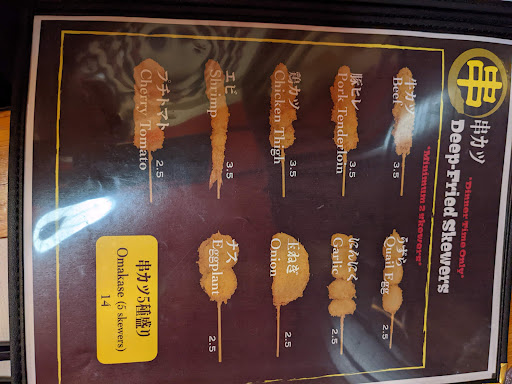 串
串カツ
Deep-Fried Skewers
"Dinner Time Only"
"Minimum 2 skewers"
牛カツ
Beef
3.5
豚ヒレ
Pork Tenderloin
3.5
鶏カツ
Chicken Thigh
3.5
エビ
Shrimp
3.5
プチトマト
Cherry Tomato
2.5
うずら
Quail Egg
2.5
にんにく
Garlic
2.5
玉ねぎ
Onion
2.5
ナス
Eggplant
2.5
串カツ5種盛り
Omakase (5 skewers)
14